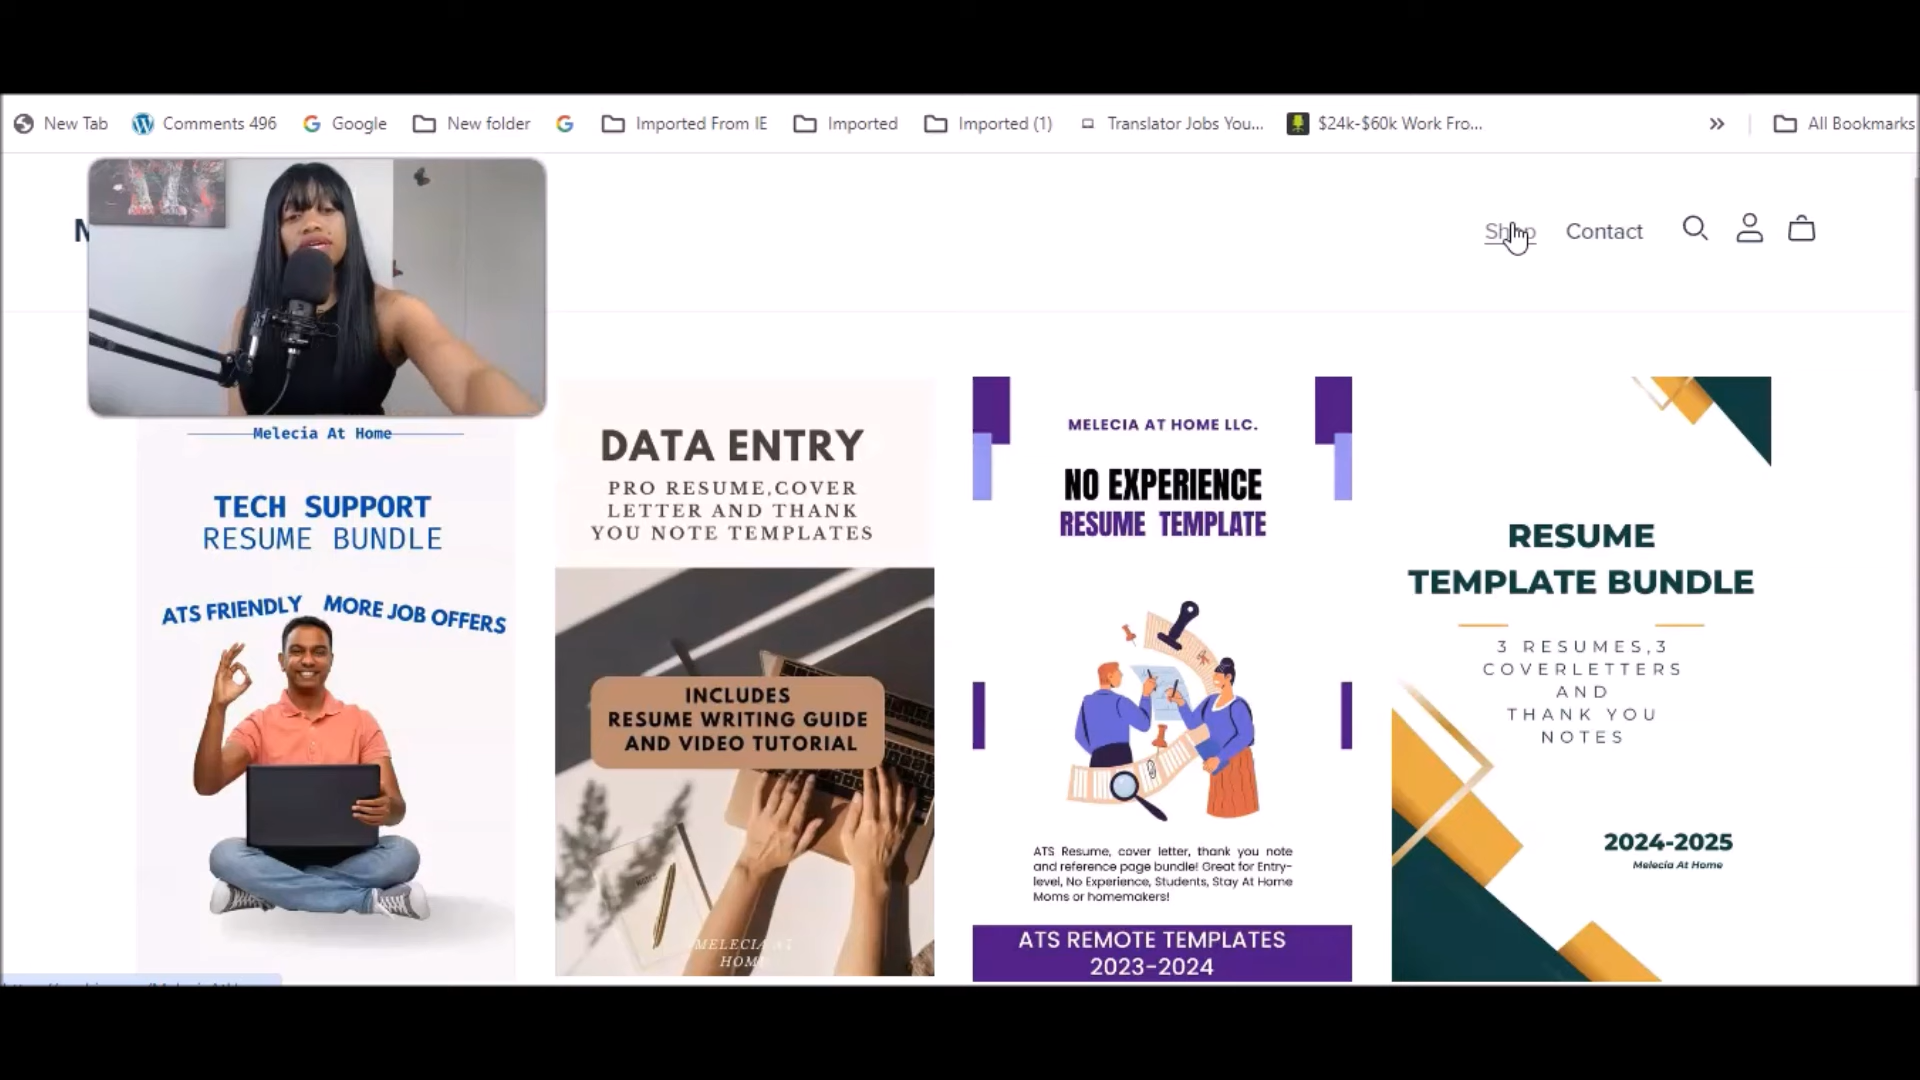 New Tab
Comments 496
Google
New folder
Imported From IE
Imported
Imported (1)
Translator Jobs You...
$24k-$60k Work Fro...
»
All Bookmarks
Shop
Contact
Melecia At Home
TECH SUPPORT
RESUME BUNDLE
ATS FRIENDLY MORE JOB OFFERS
DATA ENTRY
PRO RESUME,COVER
LETTER AND THANK
YOU NOTE TEMPLATES
INCLUDES
RESUME WRITING GUIDE
AND VIDEO TUTORIAL
MELECIA AT
HOME
MELECIA AT HOME LLC.
NO EXPERIENCE
RESUME TEMPLATE
ATS Resume, cover letter, thank you note
and reference page bundle! Great for Entry-
level, No Experience, Students, Stay At Home
Moms or homemakers!
ATS REMOTE TEMPLATES
2023-2024
RESUME
TEMPLATE BUNDLE
3 RESUMES,3
COVERLETTERS
AND
THANK YOU
NOTES
2024-2025
Melecia At Home